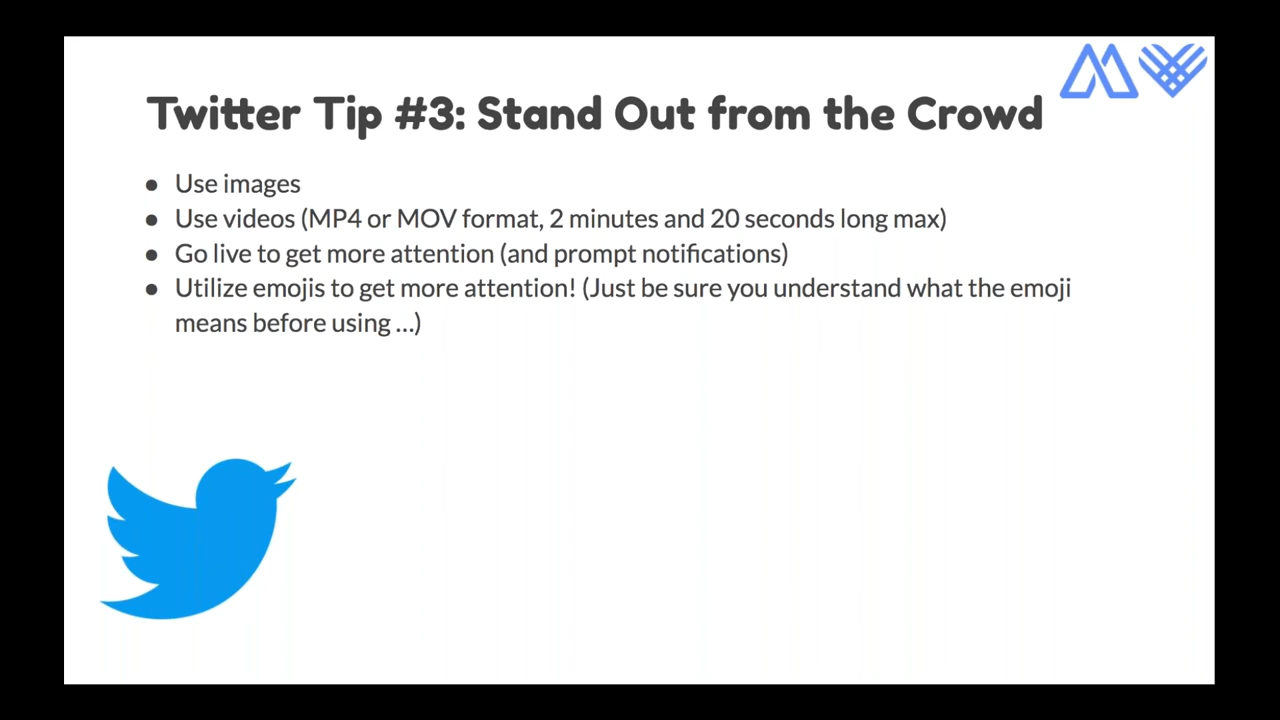 Twitter Tip #3: Stand Out from the Crowd
● Use images
● Use videos (MP4 or MOV format, 2 minutes and 20 seconds long max)
● Go live to get more attention (and prompt notifications)
● Utilize emojis to get more attention! (Just be sure you understand what the emoji
means before using ...)